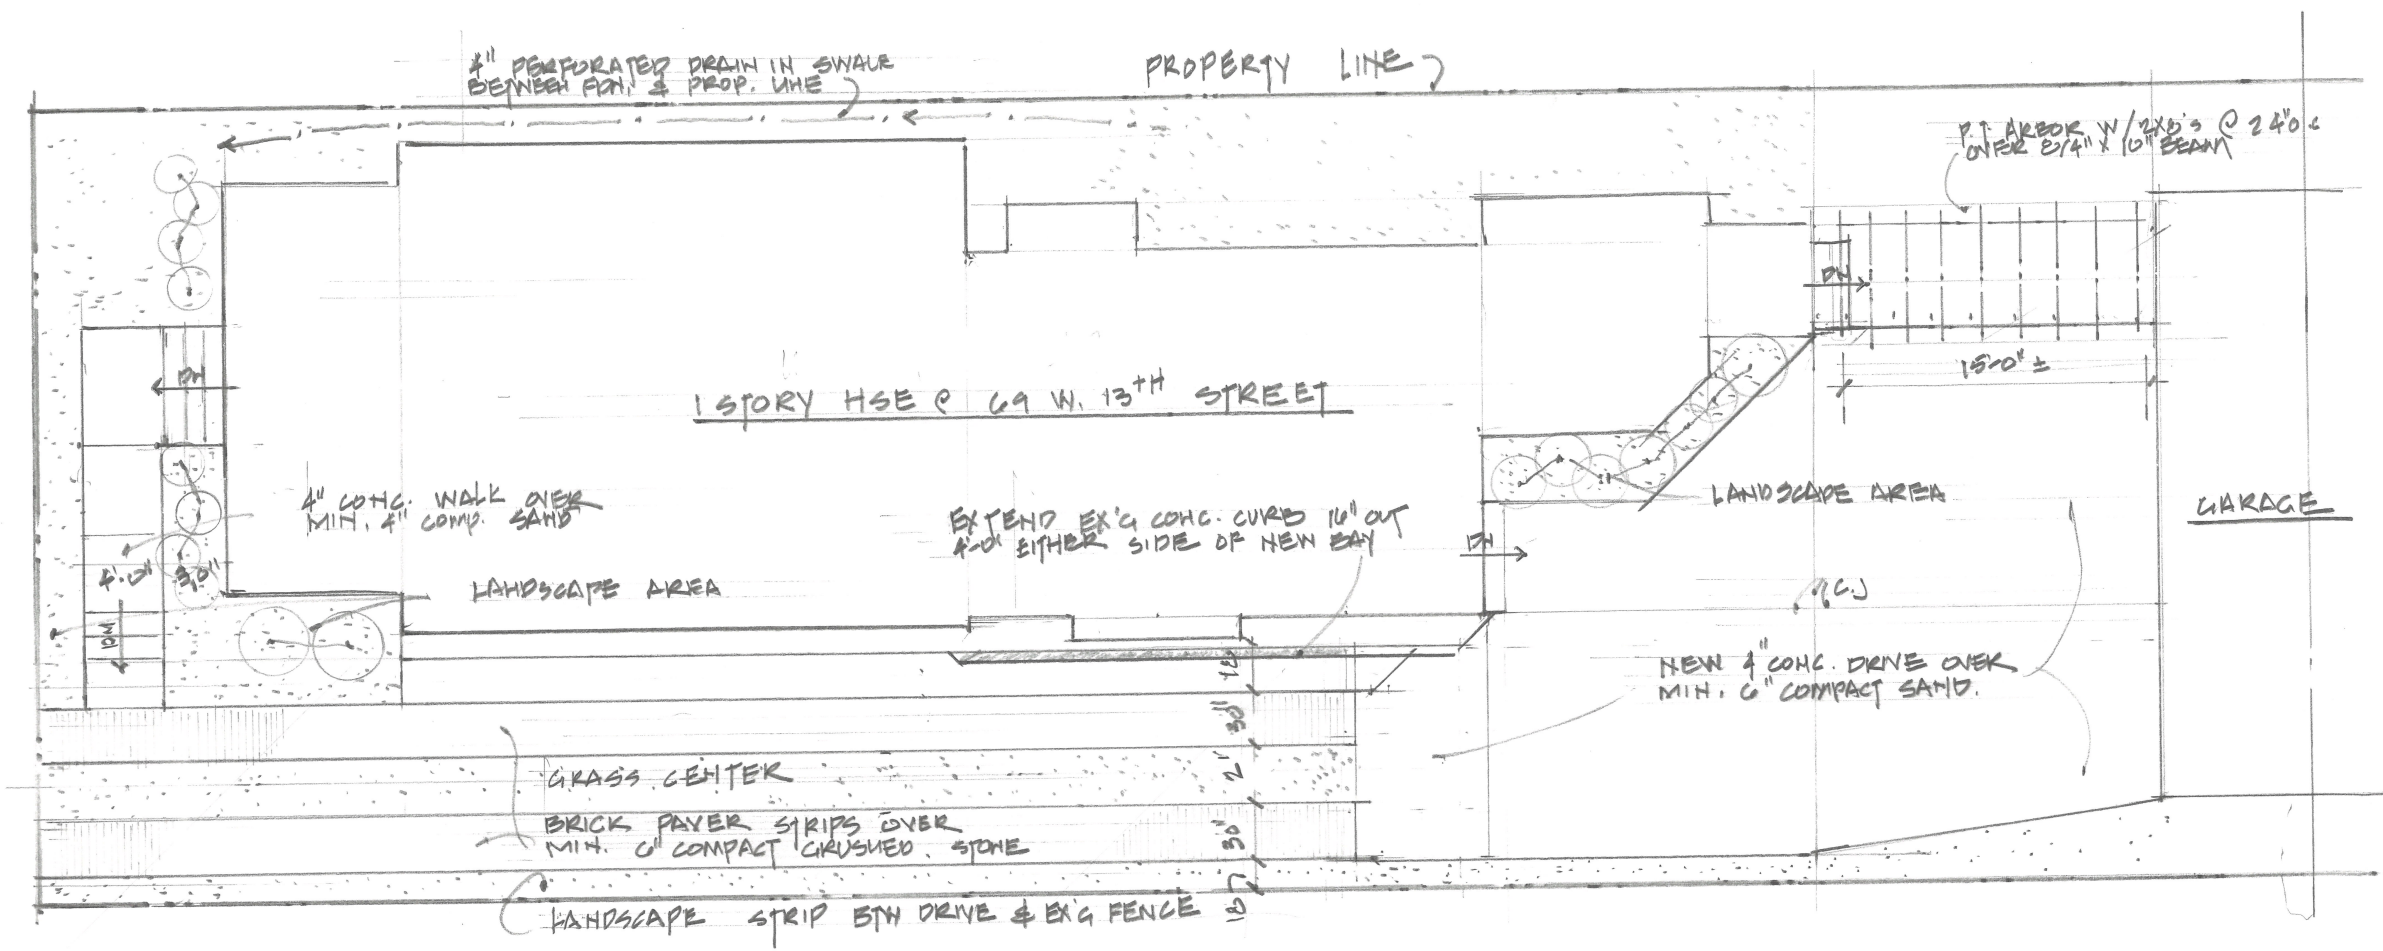 4" PERFORATED DRAIN IN SWALE
BETWEEN FDN. & PROP. LINE
PROPERTY LINE
P.T. ARBOR W/2X8's @ 24"o.c
OVER 8/4" X 10" BEAM
DN
15'-0" ±
DN
1 STORY HSE @ 69 W. 13TH STREET
4" CONC. WALK OVER
MIN. 4" COMP. SAND
LANDSCAPE AREA
GARAGE
EXTEND EX'G CONC. CURB 16" OUT
4'-0" EITHER SIDE OF NEW BAY
DN
4'-0" 3'-0"
LANDSCAPE AREA
C.J
DN
NEW 4" CONC. DRIVE OVER
MIN. 6" COMPACT SAND.
18"
30"
GRASS CENTER
2'
BRICK PAVER STRIPS OVER
MIN. 6" COMPACT CRUSHED STONE
30"
LANDSCAPE STRIP BTW DRIVE & EX'G FENCE
18"